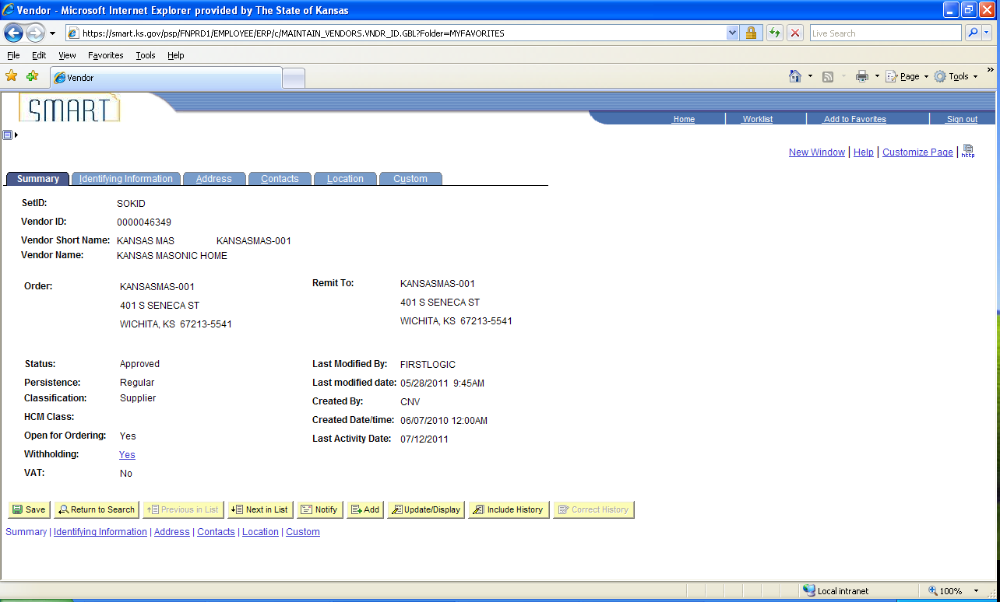 Vendor - Microsoft Internet Explorer provided by The State of Kansas
https://smart.ks.gov/psp/FNPRD1/EMPLOYEE/ERP/c/MAINTAIN_VENDORS.VNDR_ID.GBL?Folder=MYFAVORITES Live Search
File Edit View Favorites Tools Help
Vendor Page Tools »
SMART
Home Worklist Add to Favorites Sign out
New Window | Help | Customize Page | http
Summary Identifying Information Address Contacts Location Custom
SetID: SOKID
Vendor ID: 0000046349
Vendor Short Name: KANSAS MAS KANSASMAS-001
Vendor Name: KANSAS MASONIC HOME
Order: KANSASMAS-001 Remit To: KANSASMAS-001
401 S SENECA ST 401 S SENECA ST
WICHITA, KS 67213-5541 WICHITA, KS 67213-5541
Status: Approved Last Modified By: FIRSTLOGIC
Persistence: Regular Last modified date: 05/28/2011 9:45AM
Classification: Supplier Created By: CNV
HCM Class: Created Date/time: 06/07/2010 12:00AM
Open for Ordering: Yes Last Activity Date: 07/12/2011
Withholding: Yes
VAT: No
Save Return to Search Previous in List Next in List Notify Add Update/Display Include History Correct History
Summary | Identifying Information | Address | Contacts | Location | Custom
Local intranet 100%